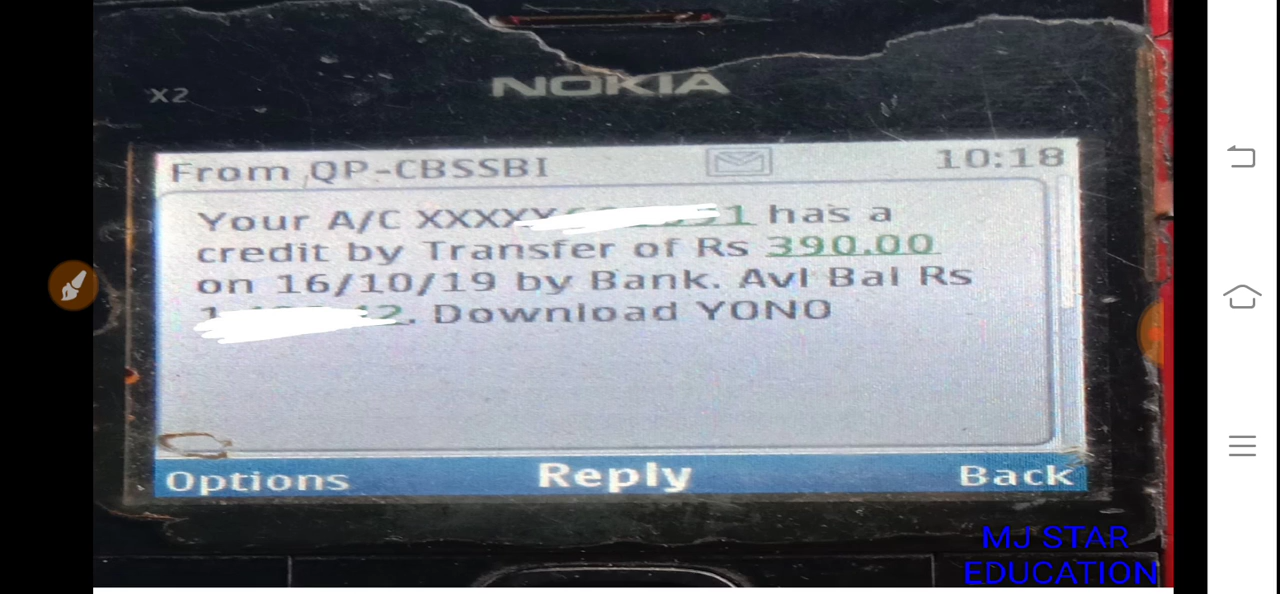 NOKIA
X2
From QP-CBSSBI 10:18
Your A/C has a
credit by Transfer of Rs 390.00
on 16/10/19 by Bank. Avl Bal Rs
Download YONO
Options Reply Back
MJ STAR
EDUCATION